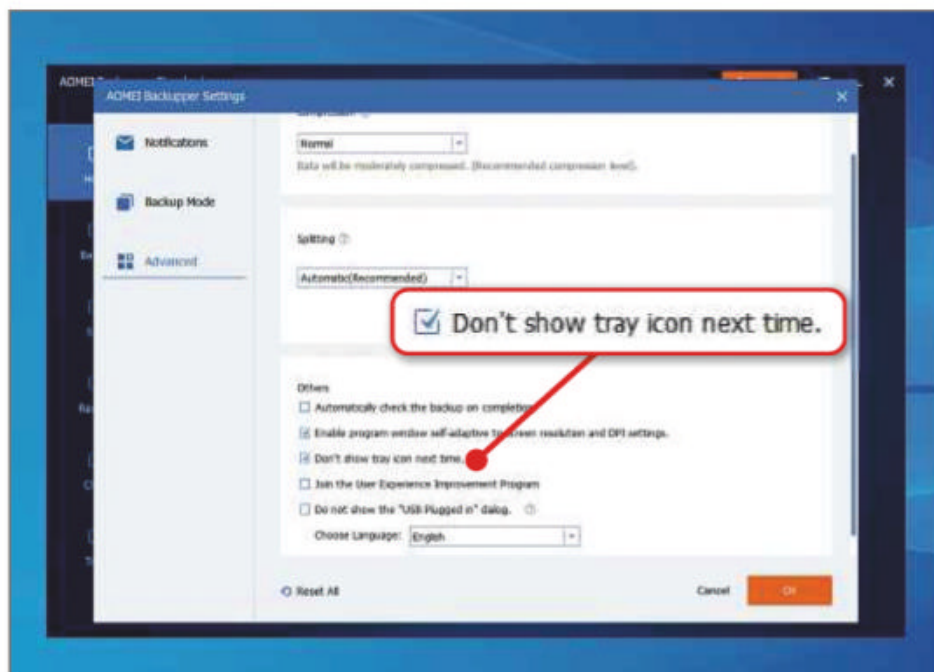 AOMEI Backupper Settings
Notifications
Backup Mode
Advanced
Normal
Data will be moderately compressed. (Recommended compression level).
Splitting
Automatic(Recommended)
Don't show tray icon next time.
Others
Automatically check the backup on completion
Enable program window self-adaptive to screen resolution and DPI settings.
Don't show tray icon next time.
Join the User Experience Improvement Program
Do not show the "USB Plugged in" dialog.
Choose Language: English
Reset All
Cancel
OK